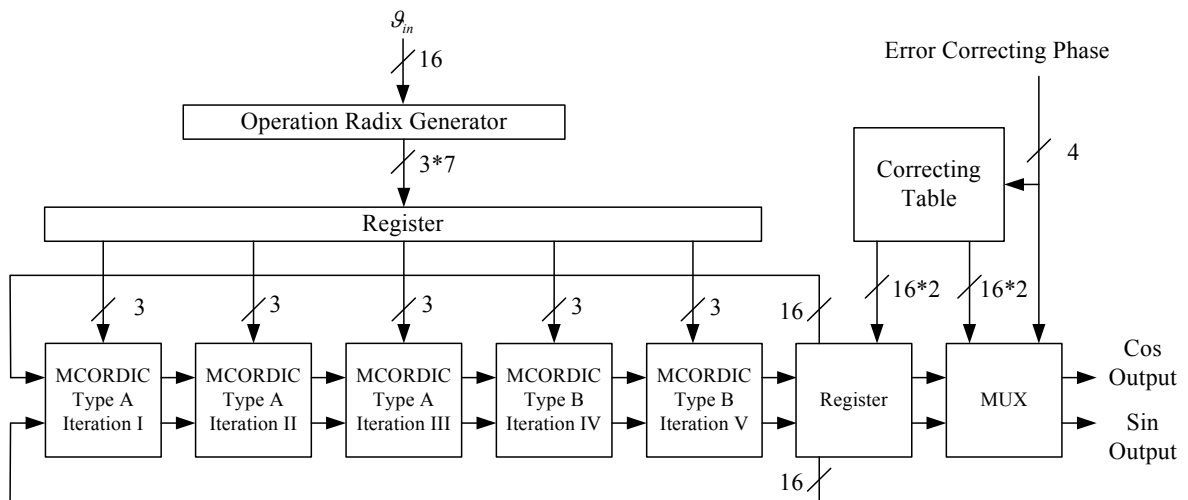 𝜗in
16
Error Correcting Phase
Operation Radix Generator
3*7
4
Correcting
Table
Register
3
3
3
3
3
16
16*2
16*2
MCORDIC
Type A
Iteration I
MCORDIC
Type A
Iteration II
MCORDIC
Type A
Iteration III
MCORDIC
Type B
Iteration IV
MCORDIC
Type B
Iteration V
Register
MUX
Cos
Output
Sin
Output
16